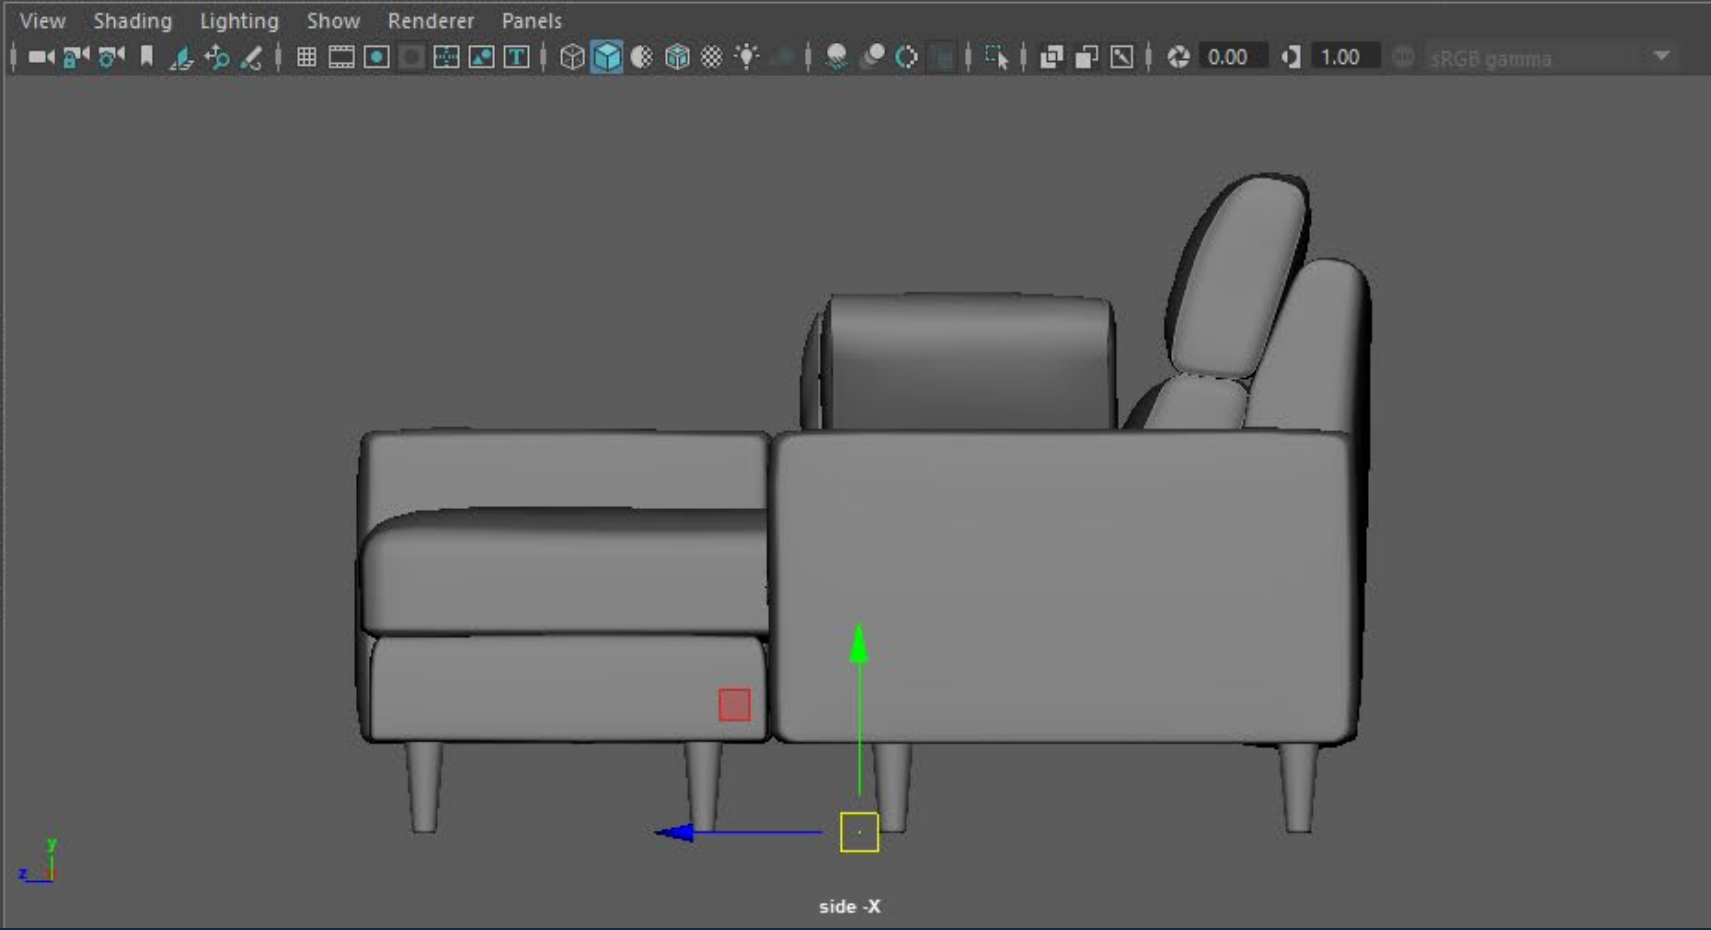 View Shading Lighting Show Renderer Panels
T 0.00 1.00 sRGB gamma
y
z
side -X